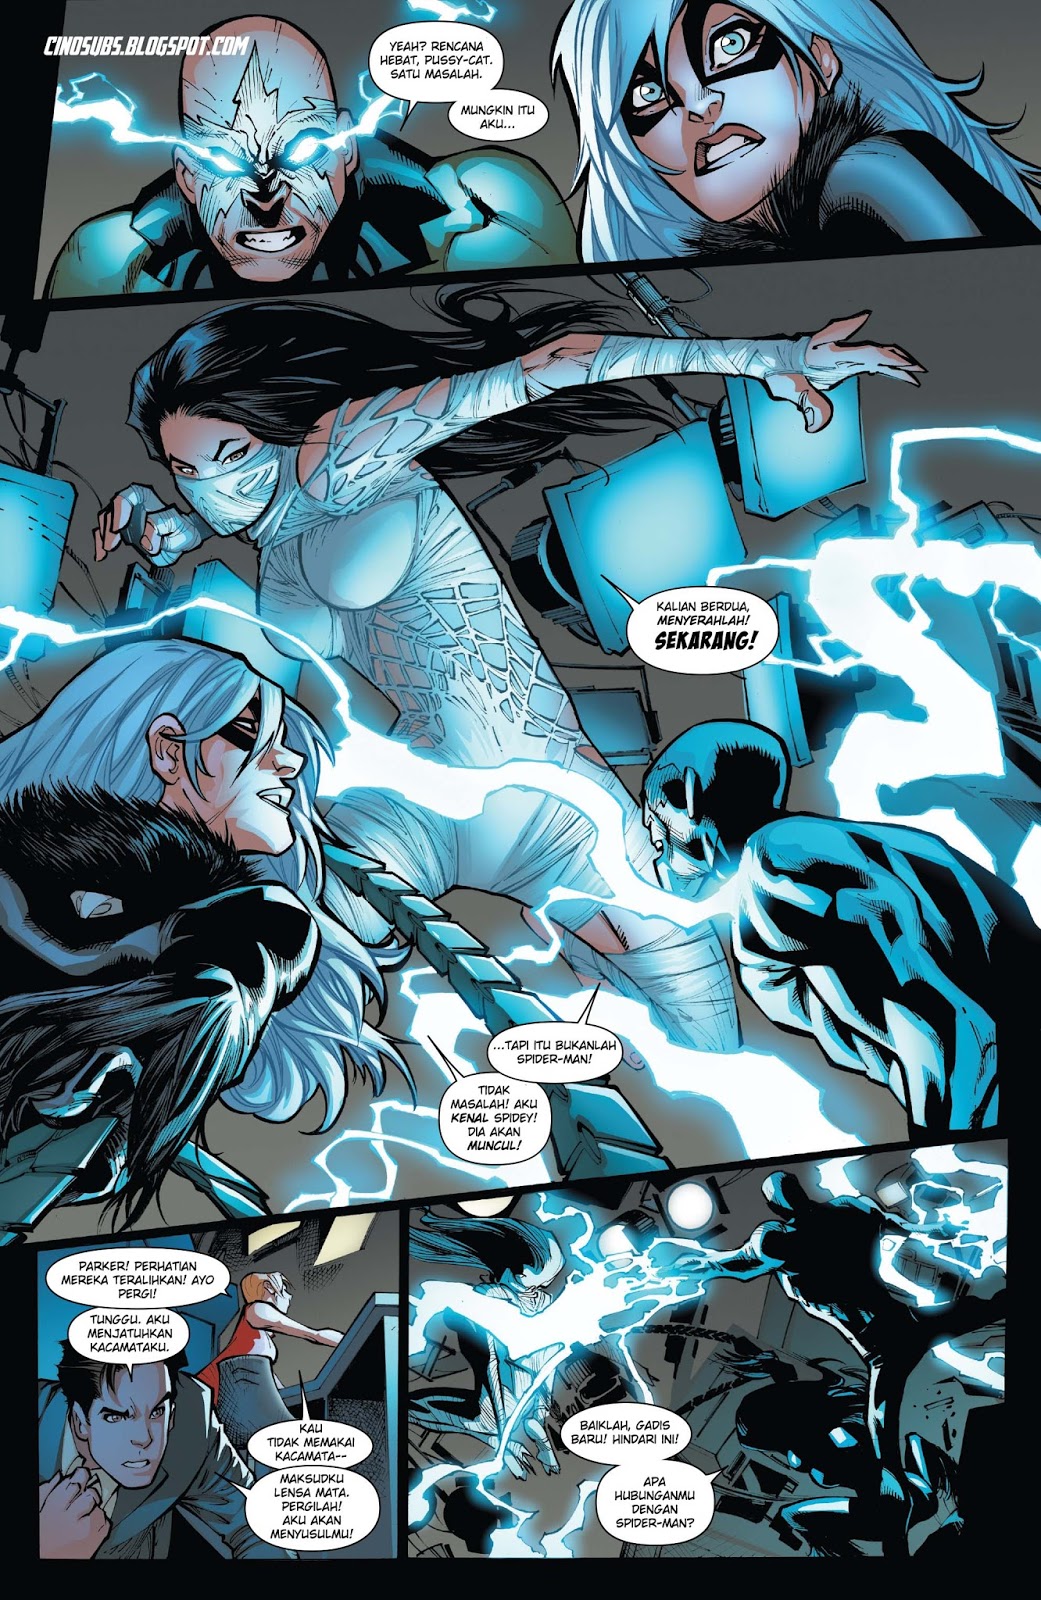 CINOSUBS.BLOGSPOT.COM
YEAH? RENCANA
HEBAT, PUSSY-CAT.
SATU MASALAH.
MUNGKIN ITU
AKU...
KALIAN BERDUA,
MENYERAHLAH!
SEKARANG!
...TAPI ITU BUKANLAH
SPIDER-MAN!
TIDAK
MASALAH! AKU
KENAL SPIDEY!
DIA AKAN
MUNCUL!
PARKER! PERHATIAN
MEREKA TERALIHKAN! AYO
PERGI!
TUNGGU. AKU
MENJATUHKAN
KACAMATAKU.
KAU
TIDAK MEMAKAI
KACAMATA--
MAKSUDKU
LENSA MATA.
PERGILAH!
AKU AKAN
MENYUSULMU!
BAIKLAH, GADIS
BARU! HINDARI INI!
APA
HUBUNGANMU
DENGAN
SPIDER-MAN?